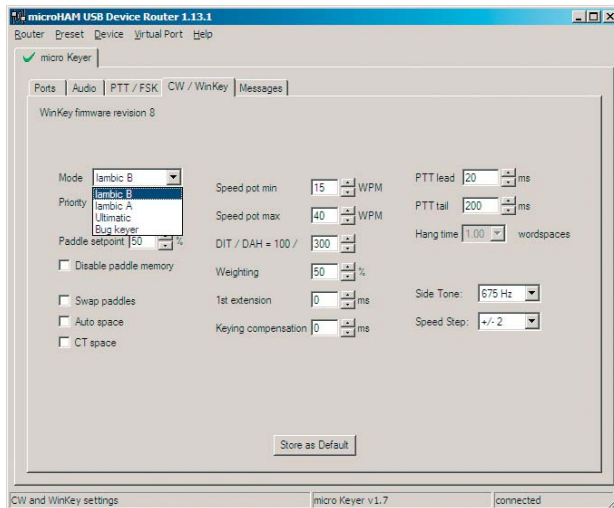 microHAM USB Device Router 1.13.1
Router Preset Device Virtual Port Help
micro Keyer
Ports Audio PTT / FSK CW / WinKey Messages
WinKey firmware revision 8
Mode Iambic B
Iambic B
Iambic A
Ultimatic
Bug keyer
Priority
Paddle setpoint 50 %
Disable paddle memory
Swap paddles
Auto space
CT space
Speed pot min 15 WPM
Speed pot max 40 WPM
DIT / DAH = 100 / 300
Weighting 50 %
1st extension 0 ms
Keying compensation 0 ms
PTT lead 20 ms
PTT tail 200 ms
Hang time 1.00 wordspaces
Side Tone: 675 Hz
Speed Step: +/- 2
Store as Default
CW and WinKey settings micro Keyer v1.7 connected